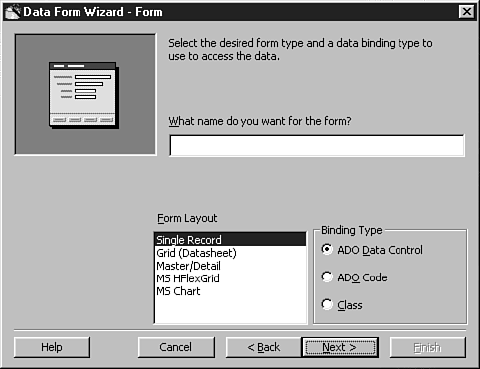 Data Form Wizard - Form
Select the desired form type and a data binding type to
use to access the data.
What name do you want for the form?
Form Layout
Single Record
Grid (Datasheet)
Master/Detail
MS HFlexGrid
MS Chart
Binding Type
ADO Data Control
ADO Code
Class
Help
Cancel
< Back
Next >
Finish